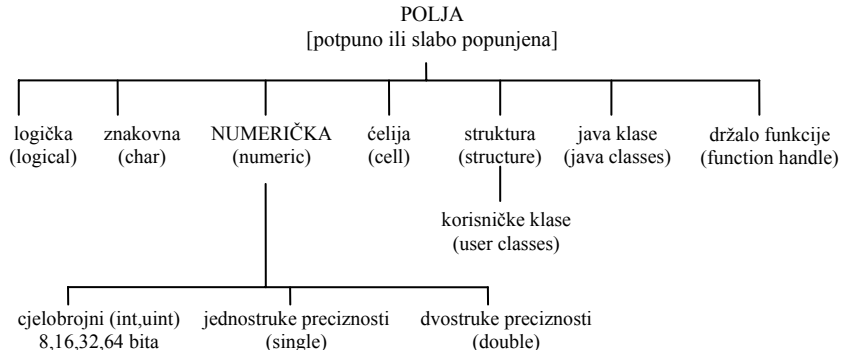 POLJA
[potpuno ili slabo popunjena]
logička
(logical)
znakovna
(char)
NUMERIČKA
(numeric)
ćelija
(cell)
struktura
(structure)
java klase
(java classes)
držalo funkcije
(function handle)
korisničke klase
(user classes)
cjelobrojni (int,uint)
8,16,32,64 bita
jednostruke preciznosti
(single)
dvostruke preciznosti
(double)